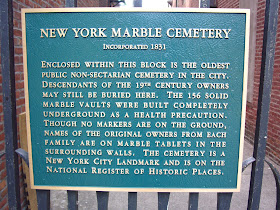 NEW YORK MARBLE CEMETERY
INCORPORATED 1831
ENCLOSED WITHIN THIS BLOCK IS THE OLDEST
PUBLIC NON-SECTARIAN CEMETERY IN THE CITY.
DESCENDANTS OF THE 19TH CENTURY OWNERS
MAY STILL BE BURIED HERE. THE 156 SOLID
MARBLE VAULTS WERE BUILT COMPLETELY
UNDERGROUND AS A HEALTH PRECAUTION.
THOUGH NO MARKERS ARE ON THE GROUND,
NAMES OF THE ORIGINAL OWNERS FROM EACH
FAMILY ARE ON MARBLE TABLETS IN THE
SURROUNDING WALLS. THE CEMETERY IS A
NEW YORK CITY LANDMARK AND IS ON THE
NATIONAL REGISTER OF HISTORIC PLACES.